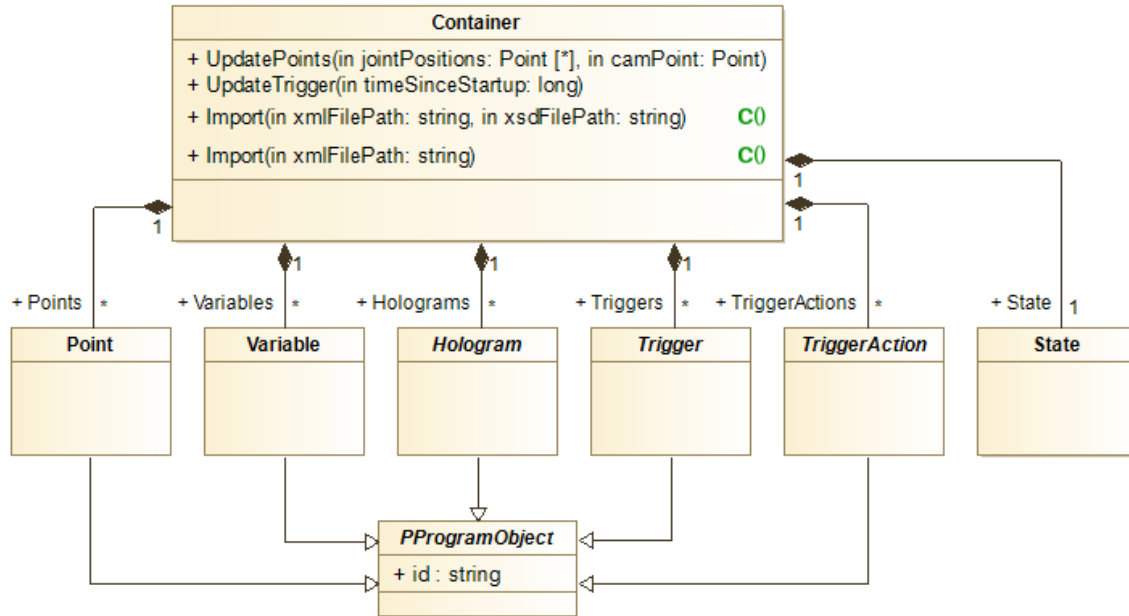 Container
+ UpdatePoints(in jointPositions: Point [*], in camPoint: Point)
+ UpdateTrigger(in timeSinceStartup: long)
+ Import(in xmlFilePath: string, in xsdFilePath: string) C()
+ Import(in xmlFilePath: string) C()
1 1 1 1 1 1
+ Points * + Variables * + Holograms * + Triggers * + TriggerActions * + State 1
Point Variable Hologram Trigger TriggerAction State
PProgramObject
+ id : string